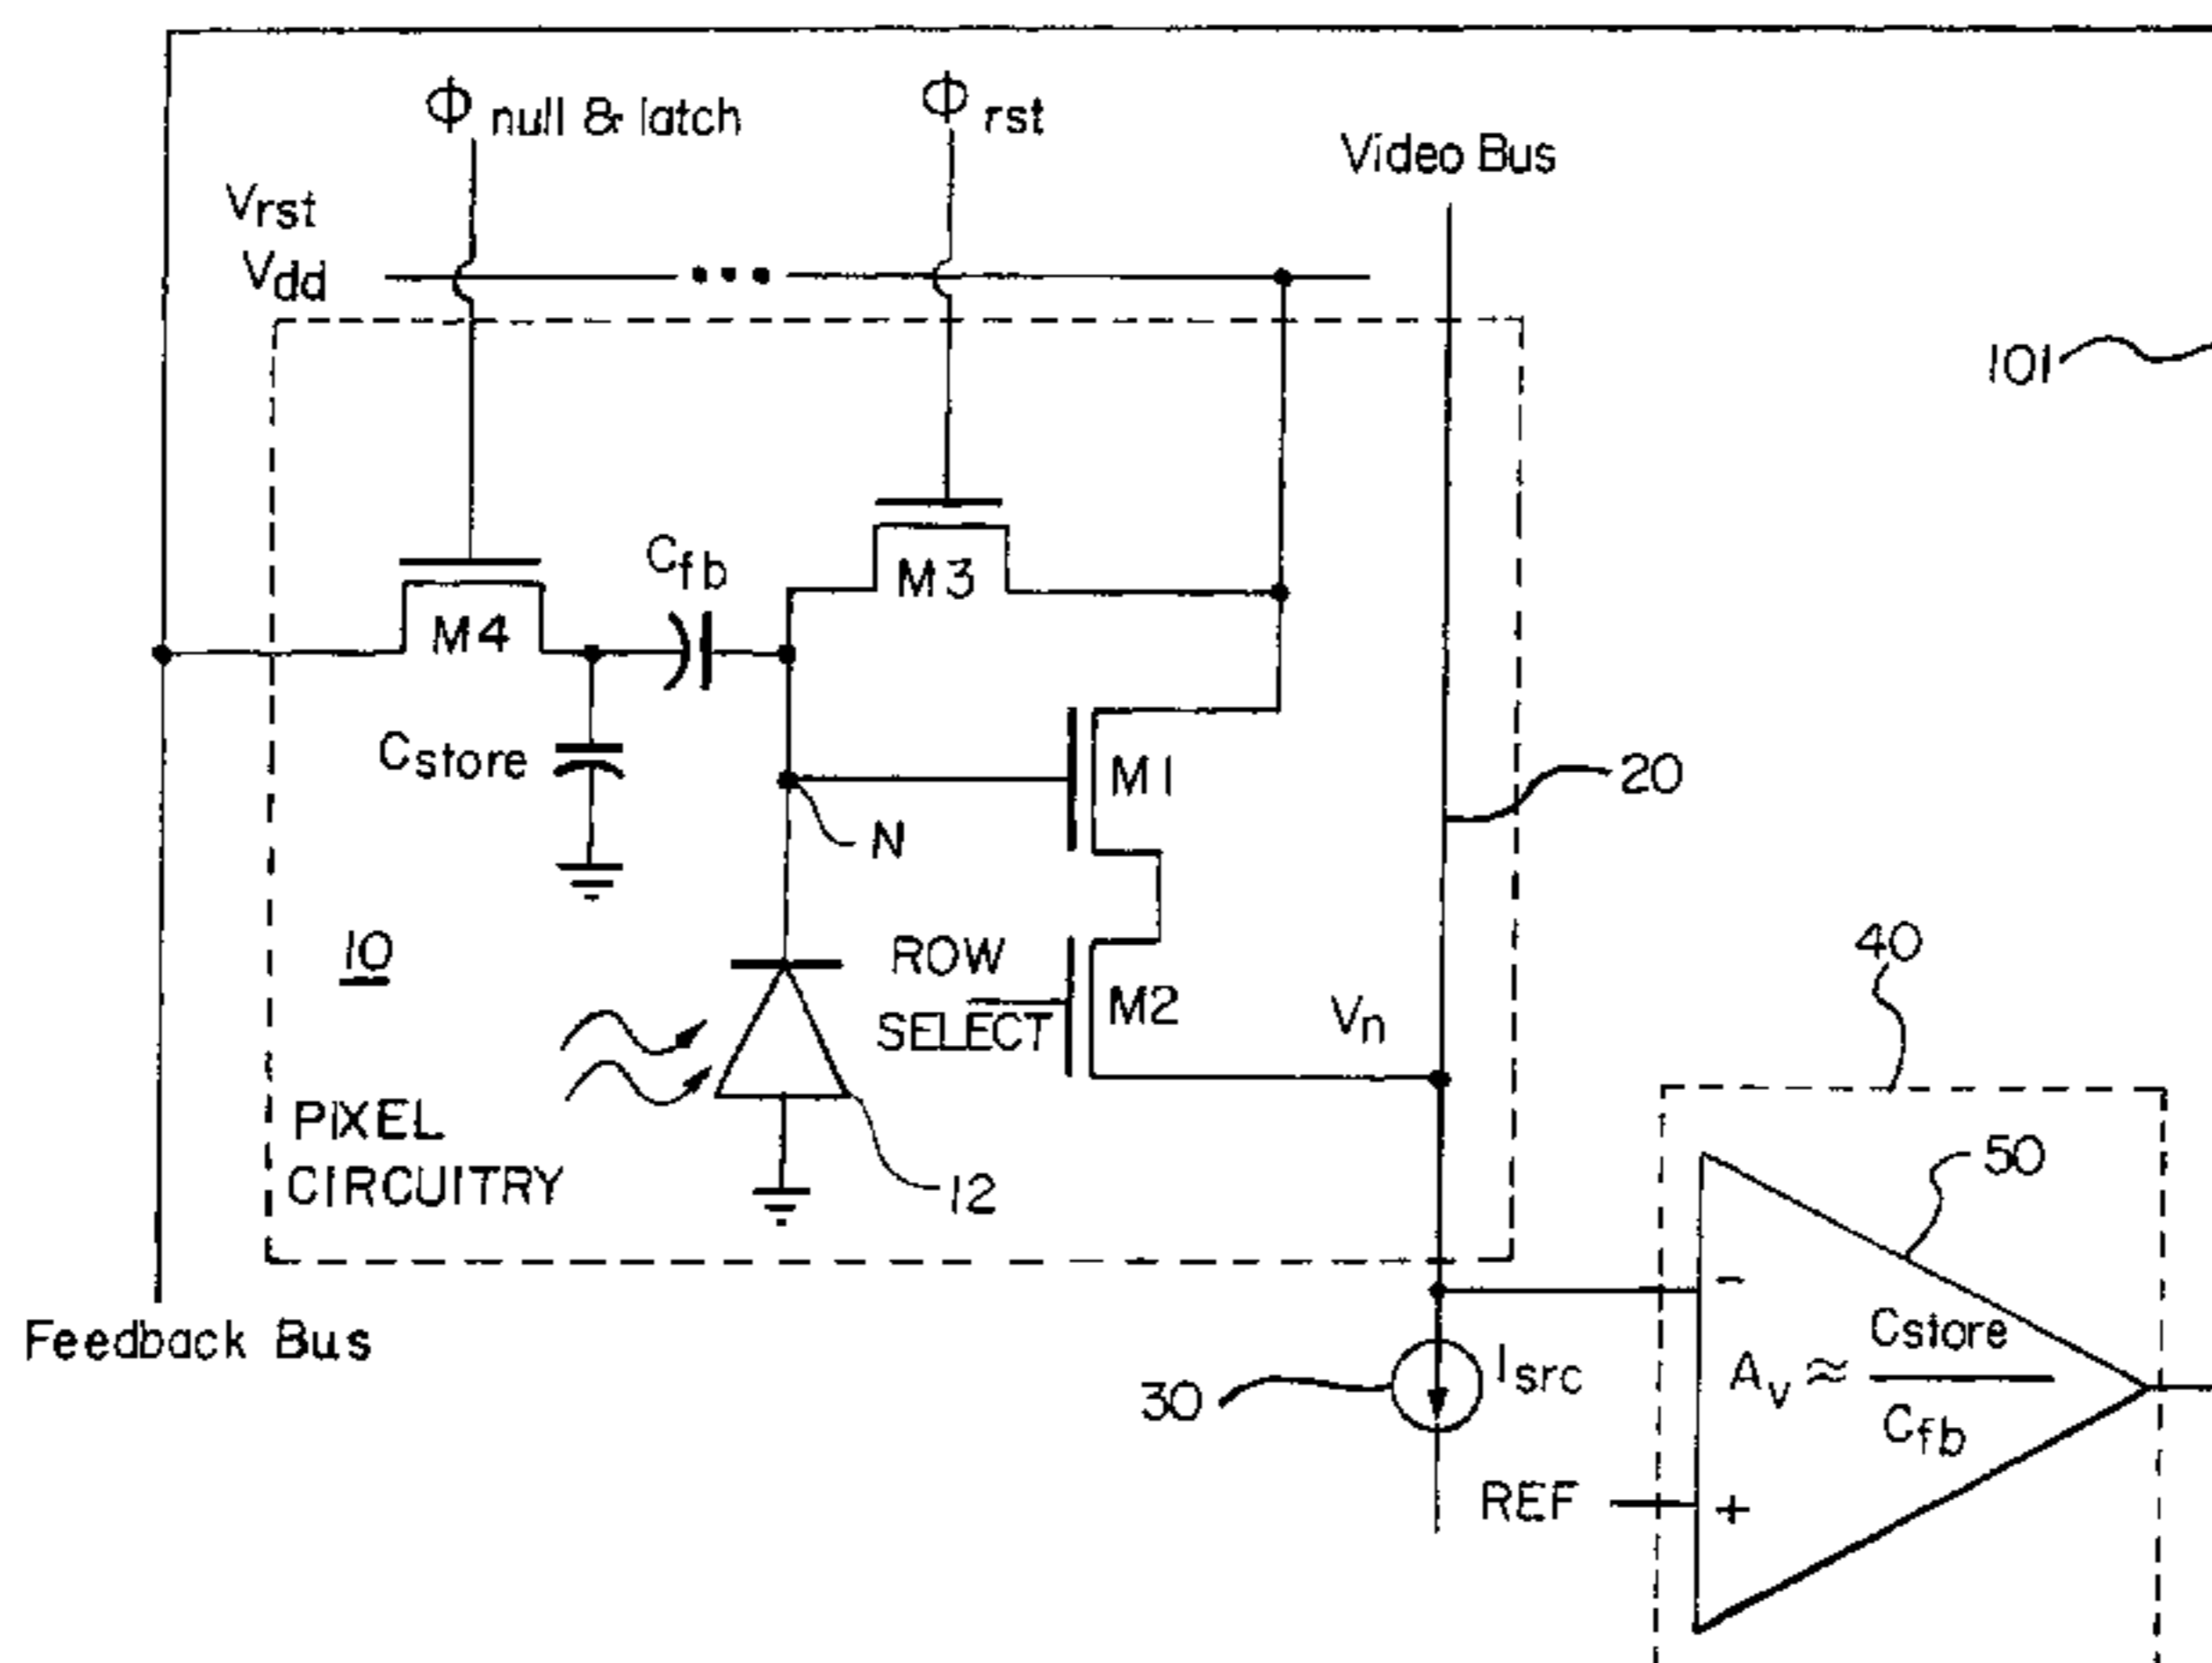 Φ null & latch
Φ rst
Video Bus
Vrst
Vdd
101
Cfb
M3
M4
Cstore
M1
20
N
10
ROW
SELECT
M2
Vn
40
PIXEL
CIRCUITRY
12
50
-
Cstore
Av ≈
Cfb
Feedback Bus
30
Isrc
REF
+